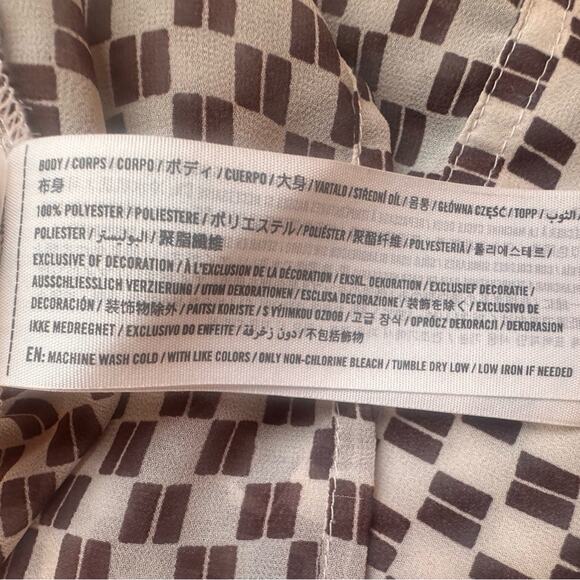 BODY / CORPS / CORPO / ボディ / CUERPO / 大身 / VARTALO / STŘEDNÍ DÍL / 몸통 / GŁÓWNA CZĘŚĆ / TOPP / الثوب /
布身
100% POLYESTER / POLIESTERE / ポリエステル / POLIÉSTER / 聚酯纤维 / POLYESTERIÄ / 폴리에스테르 /
POLIESTER / البوليستر / 聚脂纖維
EXCLUSIVE OF DECORATION / À L'EXCLUSION DE LA DÉCORATION / EKSKL. DEKORATION / EXCLUSIEF DECORATIE /
AUSSCHLIESSLICH VERZIERUNG / UTOM DEKORATIONEN / ESCLUSA DECORAZIONE / 装飾を除く / EXCLUSIVO DE
DECORACIÓN / 装饰物除外 / PAITSI KORISTE / S VÝJIMKOU OZDOB / 고급 장식 / OPRÓCZ DEKORACJI / DEKORASJON
IKKE MEDREGNET / EXCLUSIVO DO ENFEITE / دون زخرفة / 不包括飾物
EN: MACHINE WASH COLD / WITH LIKE COLORS / ONLY NON-CHLORINE BLEACH / TUMBLE DRY LOW / LOW IRON IF NEEDED